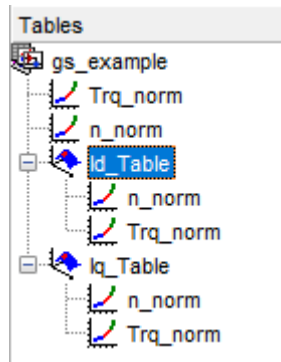 Tables
gs_example
Trq_norm
n_norm
Id_Table
n_norm
Trq_norm
Iq_Table
n_norm
Trq_norm